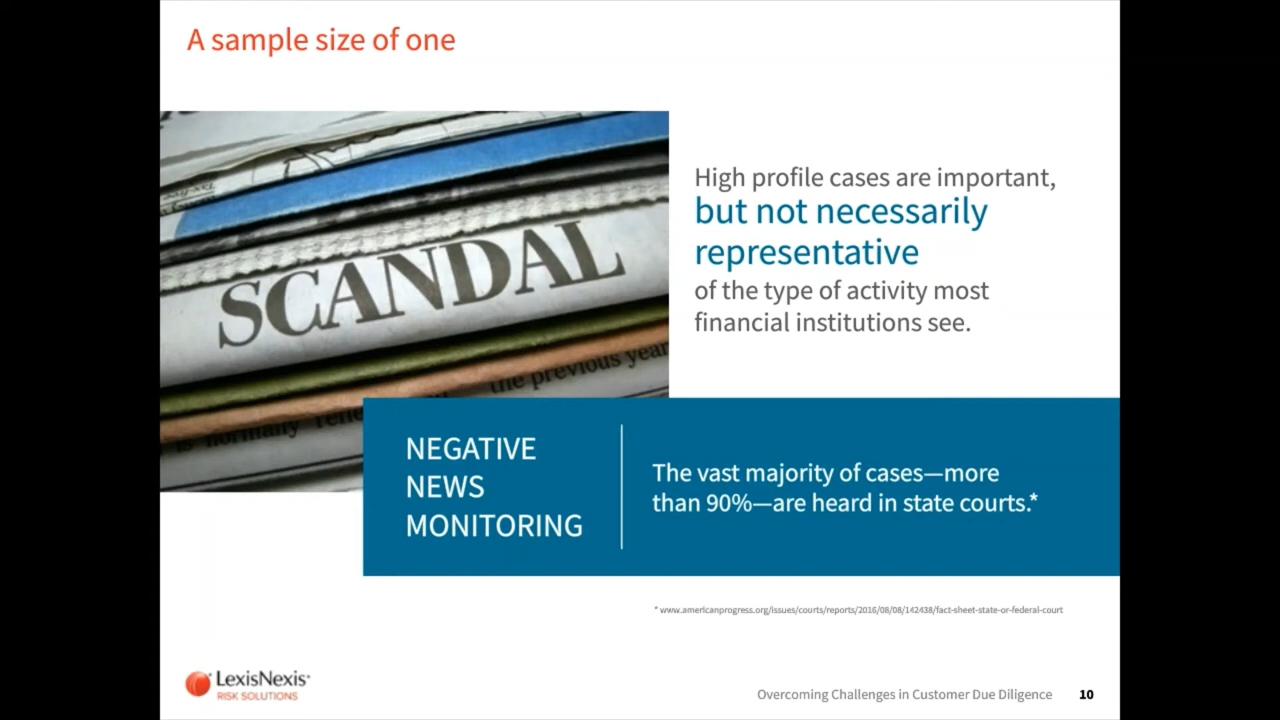 A sample size of one
SCANDAL
the previous year
is normally
High profile cases are important,
but not necessarily
representative
of the type of activity most
financial institutions see.
NEGATIVE
NEWS
MONITORING
The vast majority of cases—more
than 90%—are heard in state courts.*
* www.americanprogress.org/issues/courts/reports/2016/08/08/142438/fact-sheet-state-or-federal-court
LexisNexis®
RISK SOLUTIONS
Overcoming Challenges in Customer Due Diligence 10